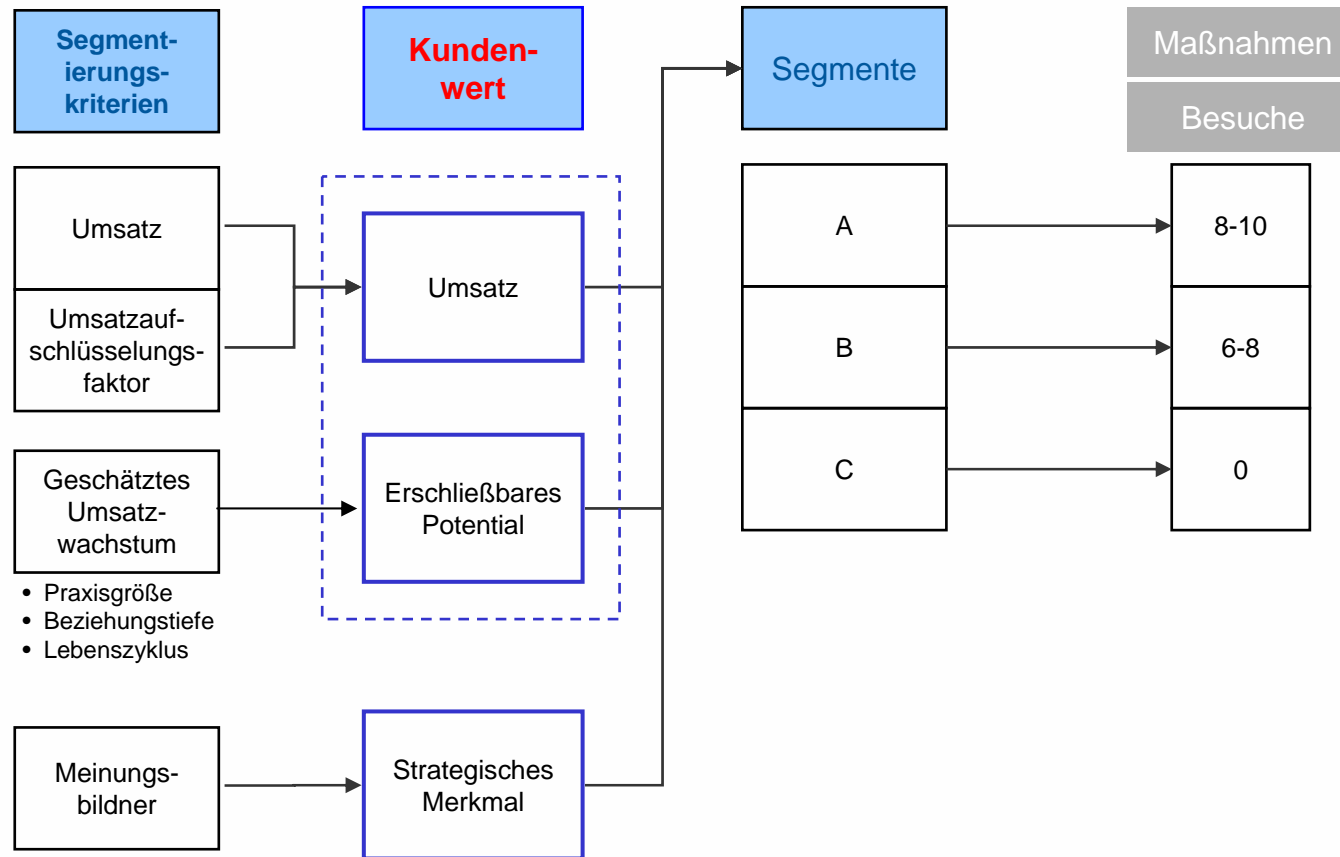 Segment-
ierungs-
kriterien
Kunden-
wert
Segmente
Maßnahmen
Besuche
Umsatz
Umsatzauf-
schlüsselungs-
faktor
Geschätztes
Umsatz-
wachstum
• Praxisgröße
• Beziehungstiefe
• Lebenszyklus
Meinungs-
bildner
Umsatz
Erschließbares
Potential
Strategisches
Merkmal
A
B
C
8-10
6-8
0